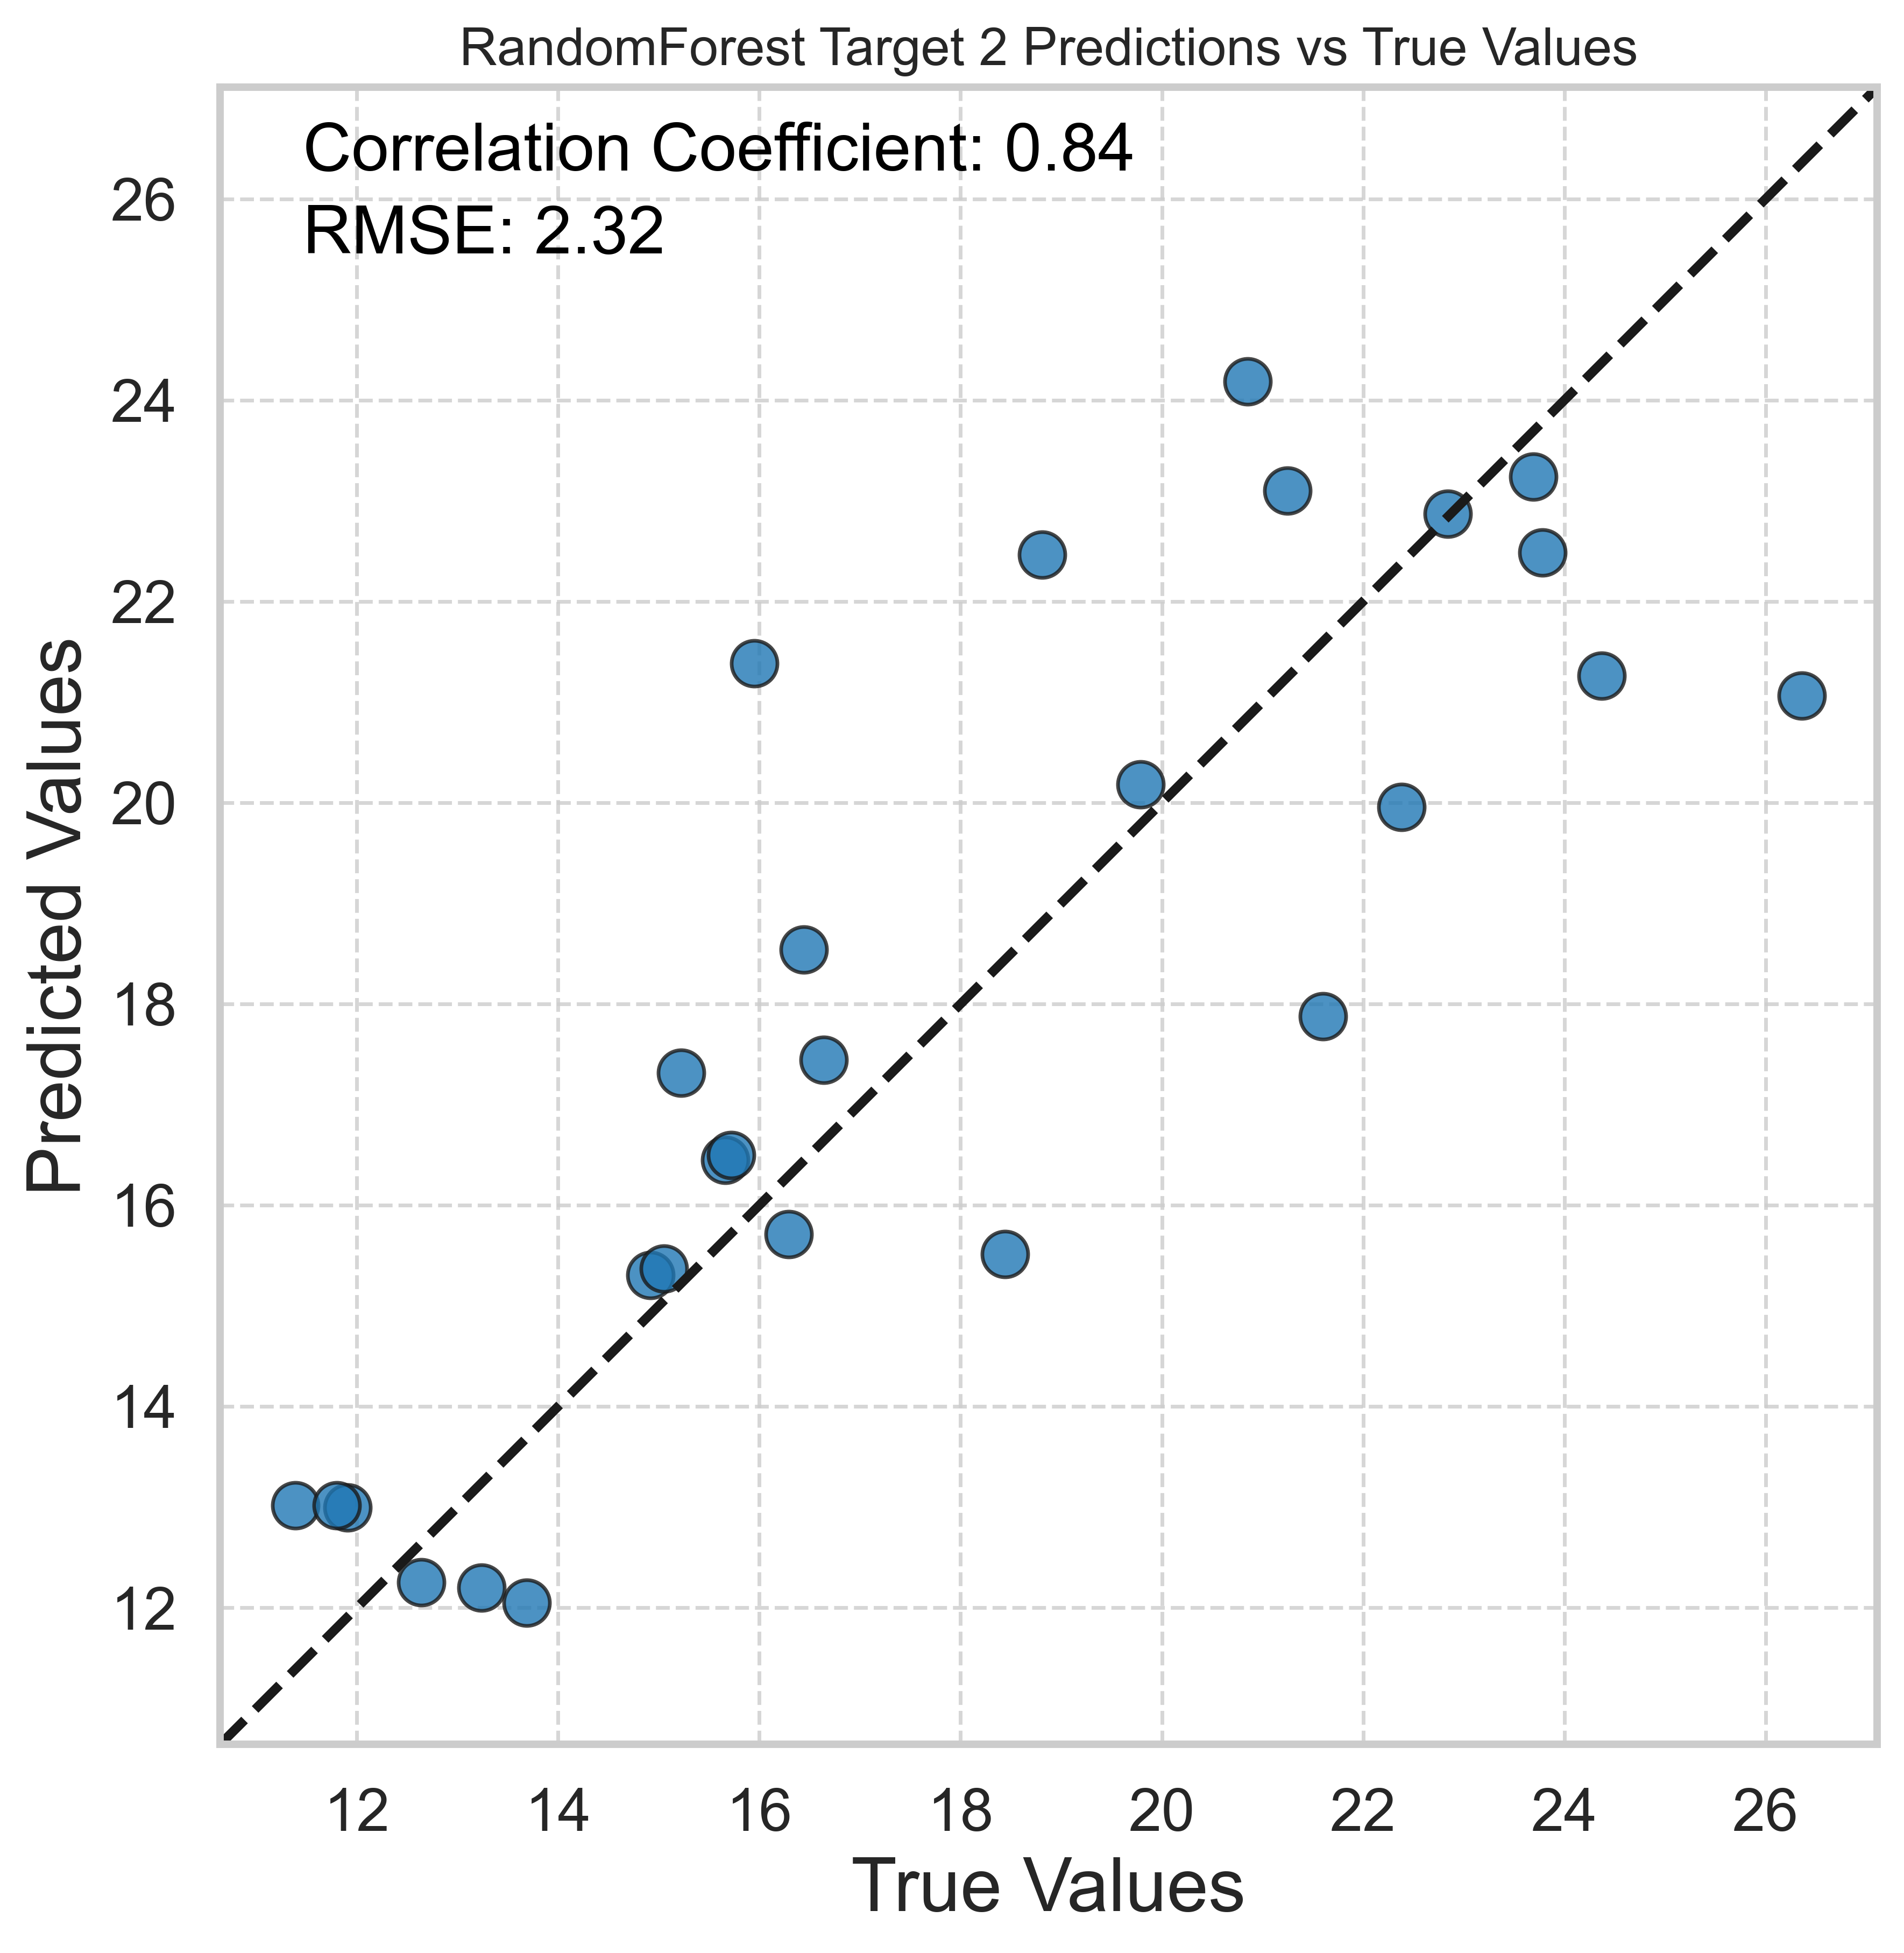 RandomForest Target 2 Predictions vs True Values
Correlation Coefficient: 0.84
RMSE: 2.32
26
24
22
20
18
16
14
12
Predicted Values
12 14 16 18 20 22 24 26
True Values